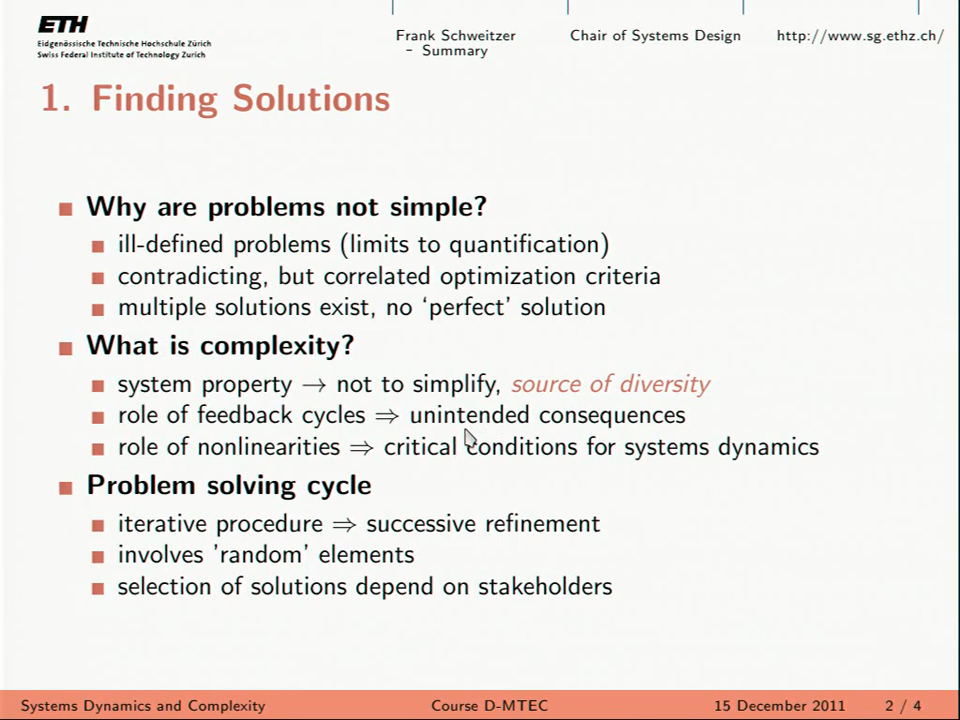 ETH
Eidgenössische Technische Hochschule Zürich
Swiss Federal Institute of Technology Zurich
Frank Schweitzer
– Summary
Chair of Systems Design
http://www.sg.ethz.ch/
1. Finding Solutions
Why are problems not simple?
ill-defined problems (limits to quantification)
contradicting, but correlated optimization criteria
multiple solutions exist, no ‘perfect’ solution
What is complexity?
system property → not to simplify, source of diversity
role of feedback cycles ⇒ unintended consequences
role of nonlinearities ⇒ critical conditions for systems dynamics
Problem solving cycle
iterative procedure ⇒ successive refinement
involves ’random’ elements
selection of solutions depend on stakeholders
Systems Dynamics and Complexity
Course D-MTEC
15 December 2011
2 / 4